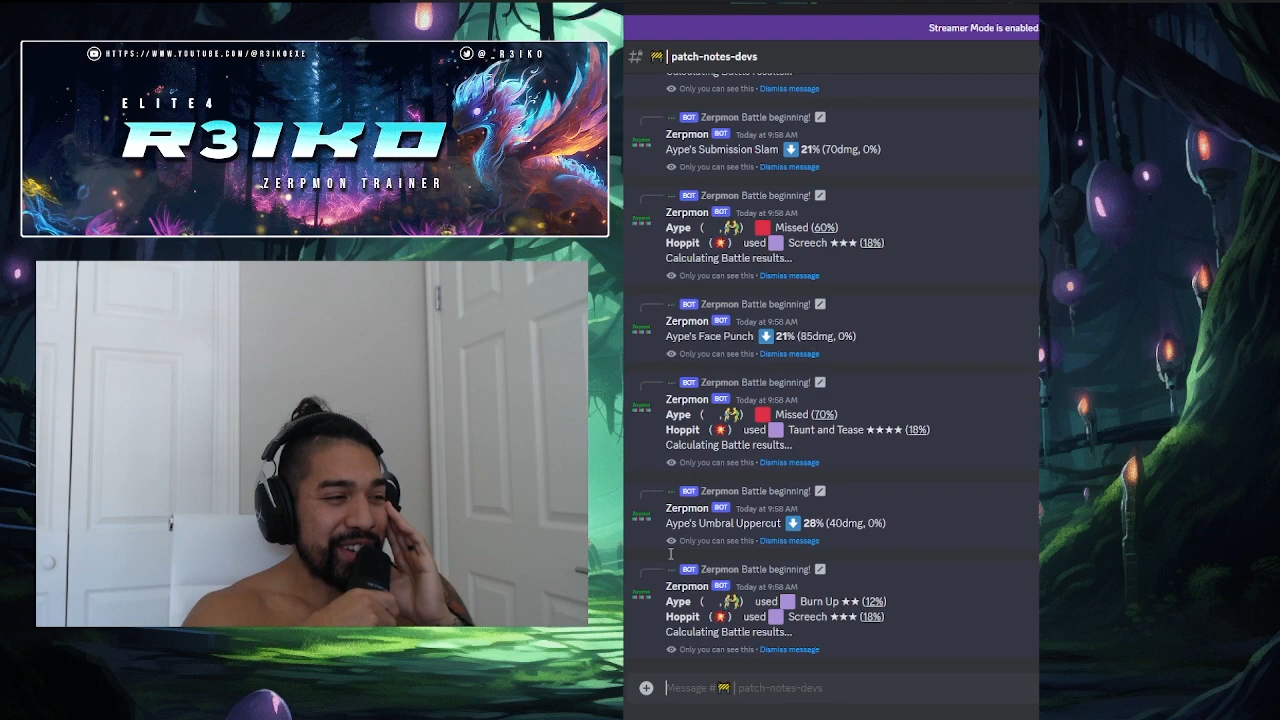 HTTPS://WWW.YOUTUBE.COM/@R3IKOEXE
@_R3IKO
ELITE4
R3IKO
ZERPMON TRAINER
Streamer Mode is enabled
patch-notes-devs
Calculating Battle results...
Only you can see this • Dismiss message
BOT Zerpmon Battle beginning!
Zerpmon BOT Today at 9:58 AM
Aype's Submission Slam 21% (70dmg, 0%)
Only you can see this • Dismiss message
BOT Zerpmon Battle beginning!
Zerpmon BOT Today at 9:58 AM
Aype ( , ) Missed (60%)
Hoppit ( ) used Screech ★★★ (18%)
Calculating Battle results...
Only you can see this • Dismiss message
BOT Zerpmon Battle beginning!
Zerpmon BOT Today at 9:58 AM
Aype's Face Punch 21% (85dmg, 0%)
Only you can see this • Dismiss message
BOT Zerpmon Battle beginning!
Zerpmon BOT Today at 9:58 AM
Aype ( , ) Missed (70%)
Hoppit ( ) used Taunt and Tease ★★★★ (18%)
Calculating Battle results...
Only you can see this • Dismiss message
BOT Zerpmon Battle beginning!
Zerpmon BOT Today at 9:58 AM
Aype's Umbral Uppercut 28% (40dmg, 0%)
Only you can see this • Dismiss message
BOT Zerpmon Battle beginning!
Zerpmon BOT Today at 9:58 AM
Aype ( , ) used Burn Up ★★ (12%)
Hoppit ( ) used Screech ★★★ (18%)
Calculating Battle results...
Only you can see this • Dismiss message
Message # | patch-notes-devs